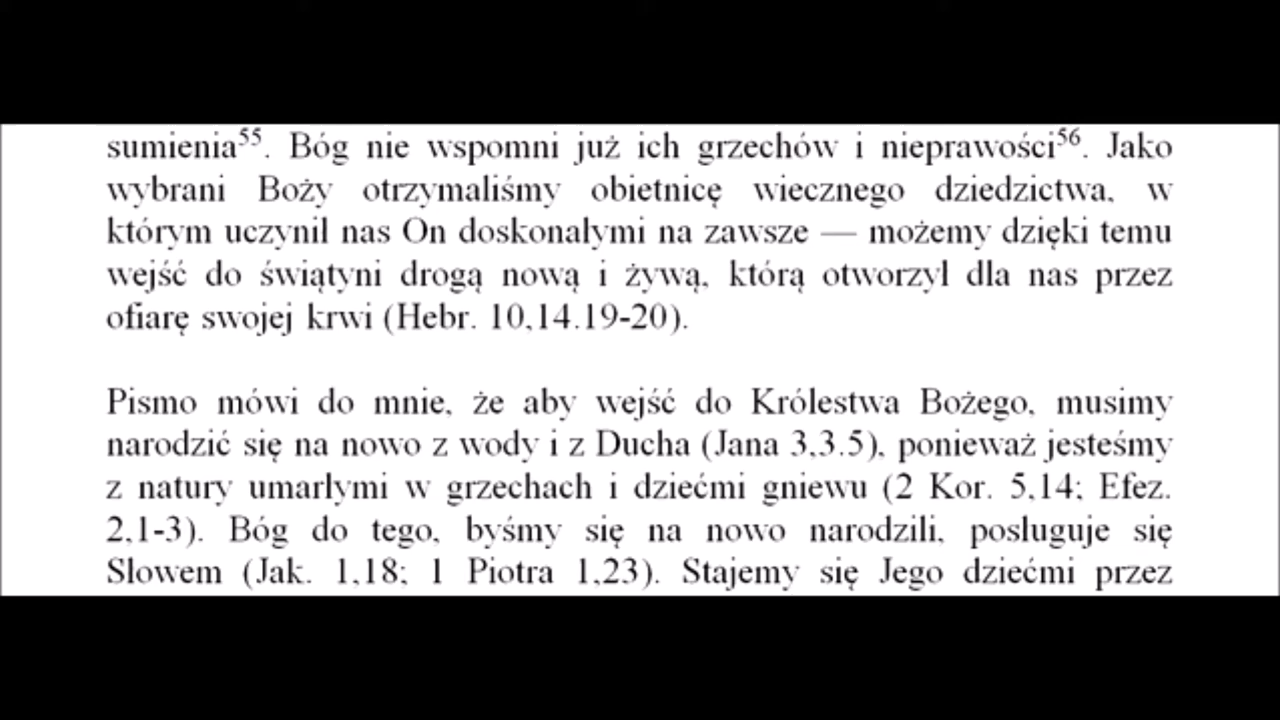 sumienia⁵⁵. Bóg nie wspomni już ich grzechów i nieprawości⁵⁶. Jako
wybrani Boży otrzymaliśmy obietnicę wiecznego dziedzictwa, w
którym uczynił nas On doskonałymi na zawsze — możemy dzięki temu
wejść do świątyni drogą nową i żywą, którą otworzył dla nas przez
ofiarę swojej krwi (Hebr. 10,14.19-20).
Pismo mówi do mnie, że aby wejść do Królestwa Bożego, musimy
narodzić się na nowo z wody i z Ducha (Jana 3,3.5), ponieważ jesteśmy
z natury umarłymi w grzechach i dziećmi gniewu (2 Kor. 5,14; Efez.
2,1-3). Bóg do tego, byśmy się na nowo narodzili, posługuje się
Słowem (Jak. 1,18; 1 Piotra 1,23). Stajemy się Jego dziećmi przez